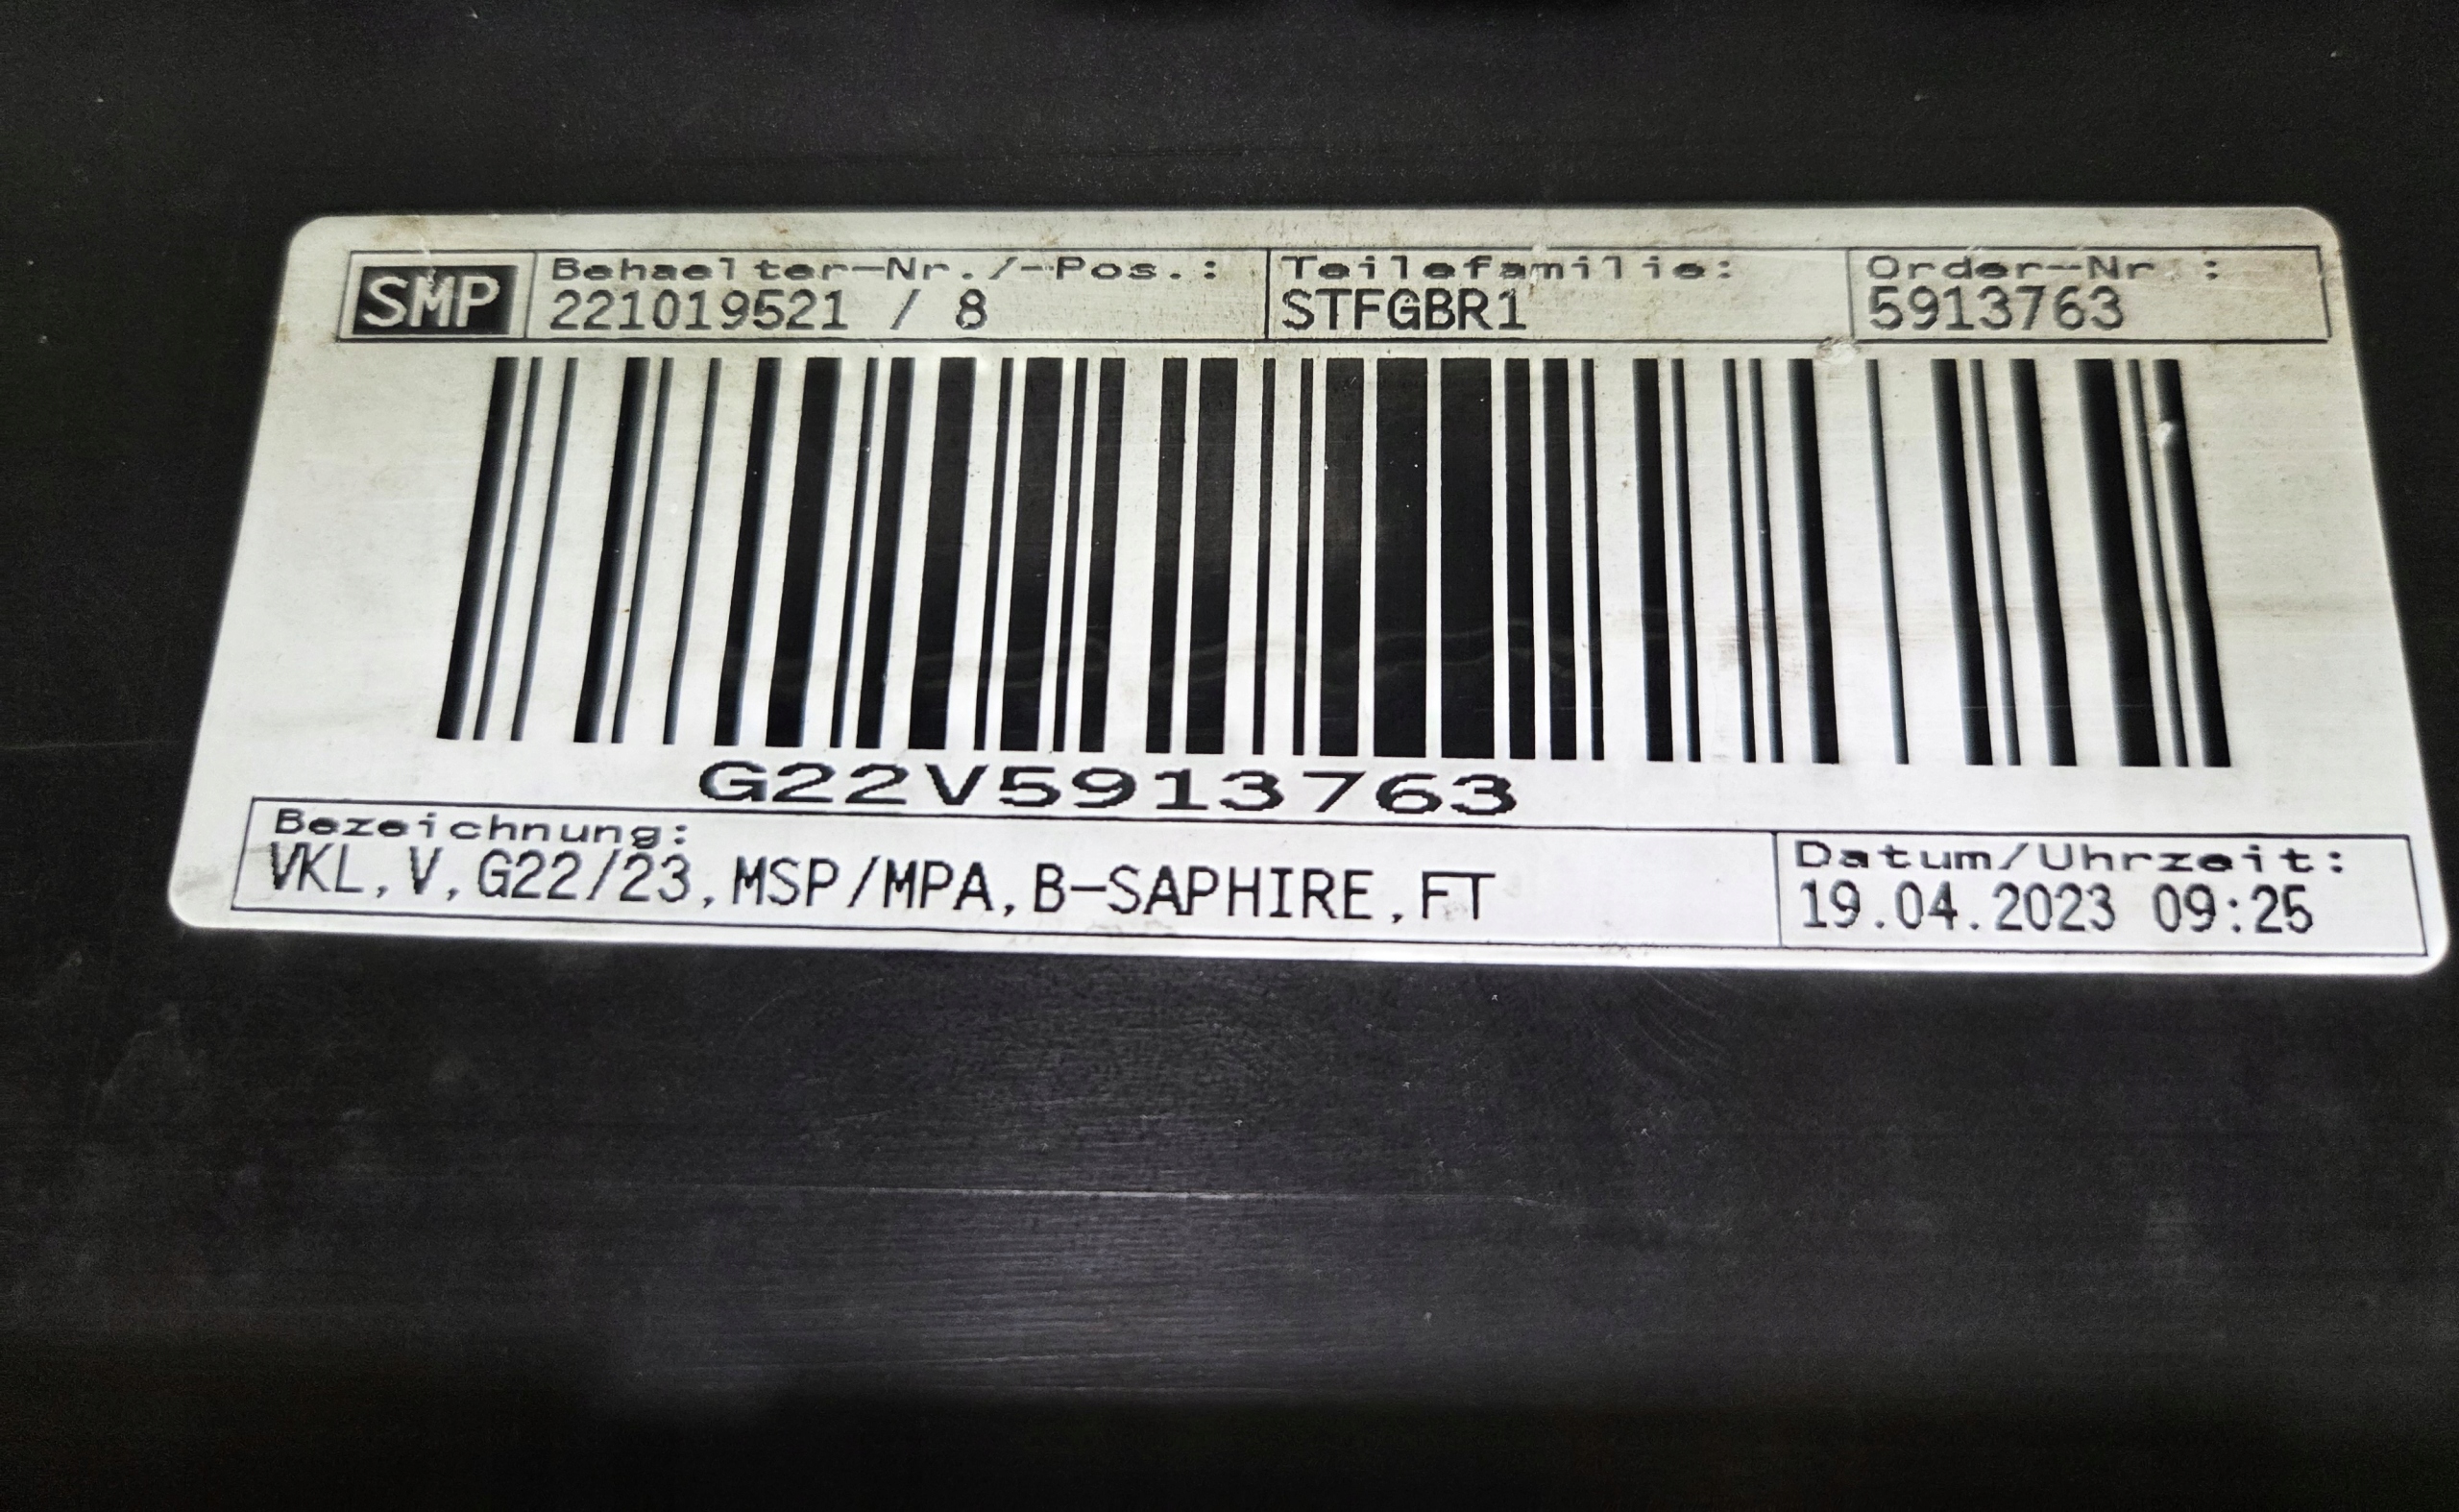 SMP
Behaelter-Nr./-Pos.: Teilefamilie: Order-Nr.:
221019521 / 8 STFGBR1 5913763
G22V5913763
Bezeichnung: Datum/Uhrzeit:
VKL,V,G22/23,MSP/MPA,B-SAPHIRE,FT 19.04.2023 09:25